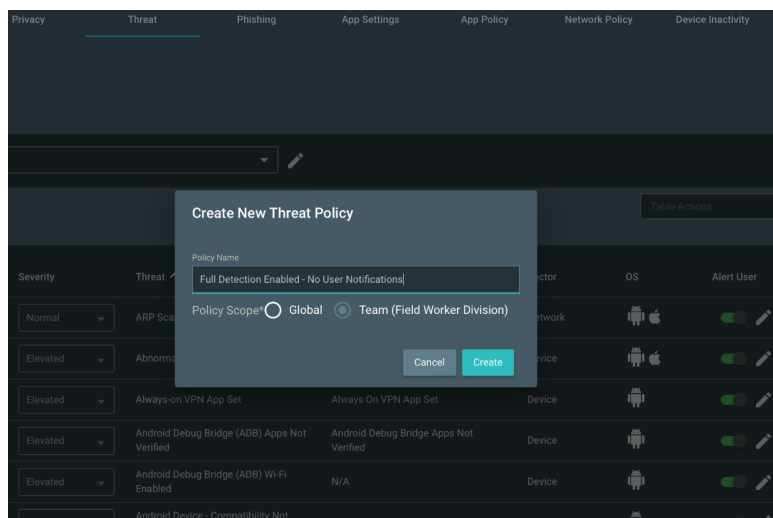 Privacy Threat Phishing App Settings App Policy Network Policy Device Inactivity
Table Actions
Create New Threat Policy
Policy Name
Full Detection Enabled - No User Notifications
Policy Scope* Global Team (Field Worker Division)
Cancel Create
Severity Threat OS Alert User
Normal ARP
Elevated
Elevated Always-on VPN App Set Always On VPN App Set Device
Elevated Android Debug Bridge (ADB) Apps Not Verified Android Debug Bridge Apps Not Verified Device
Elevated Android Debug Bridge (ADB) Wi-Fi Enabled N/A Device
Android Device - Compatibility Not